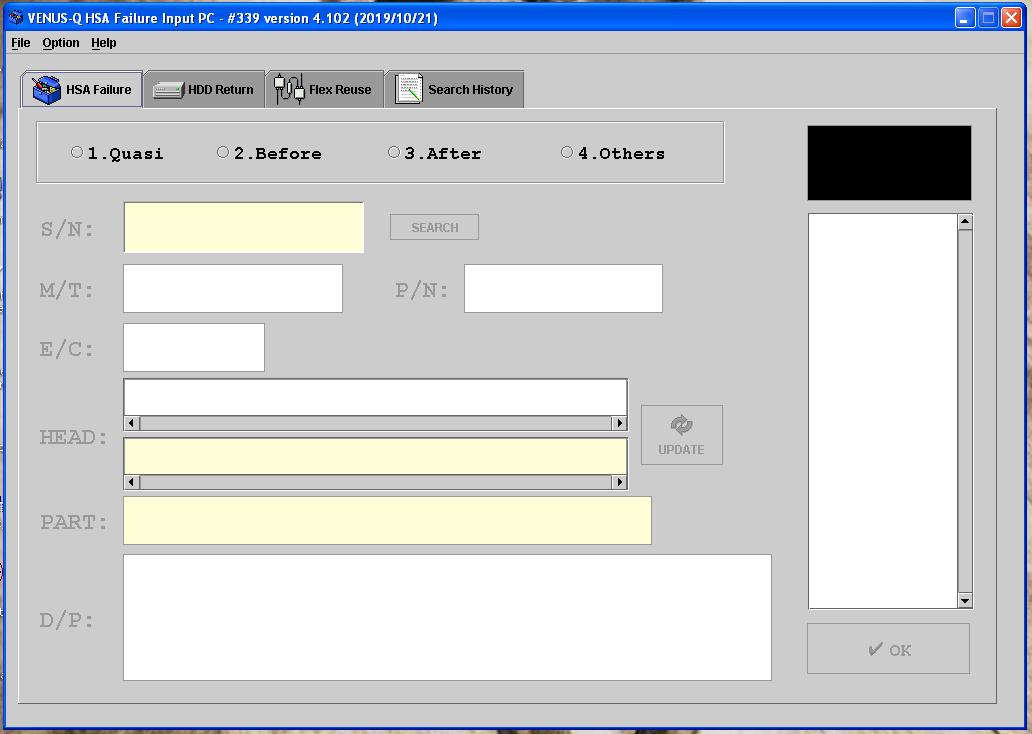 VENUS-Q HSA Failure Input PC - #339 version 4.102 (2019/10/21)
File Option Help
HSA Failure HDD Return Flex Reuse Search History
1.Quasi 2.Before 3.After 4.Others
S/N: SEARCH
M/T: P/N:
E/C:
HEAD: UPDATE
PART:
D/P:
OK